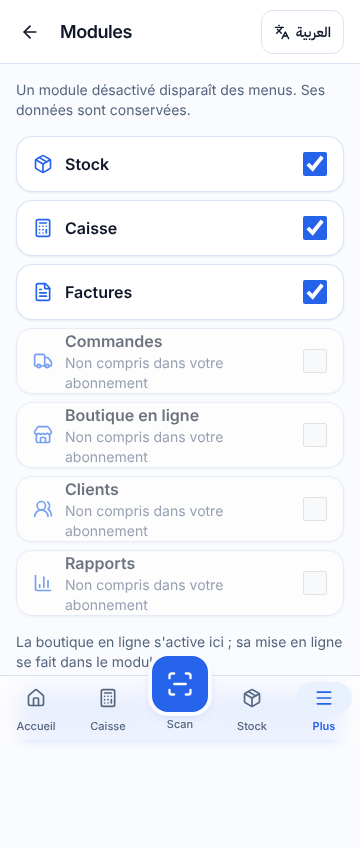 Modules
العربية
Un module désactivé disparaît des menus. Ses
données sont conservées.
Stock
Caisse
Factures
Commandes
Non compris dans votre
abonnement
Boutique en ligne
Non compris dans votre
abonnement
Clients
Non compris dans votre
abonnement
Rapports
Non compris dans votre
abonnement
La boutique en ligne s'active ici ; sa mise en ligne
se fait dans le
Accueil
Caisse
Scan
Stock
Plus